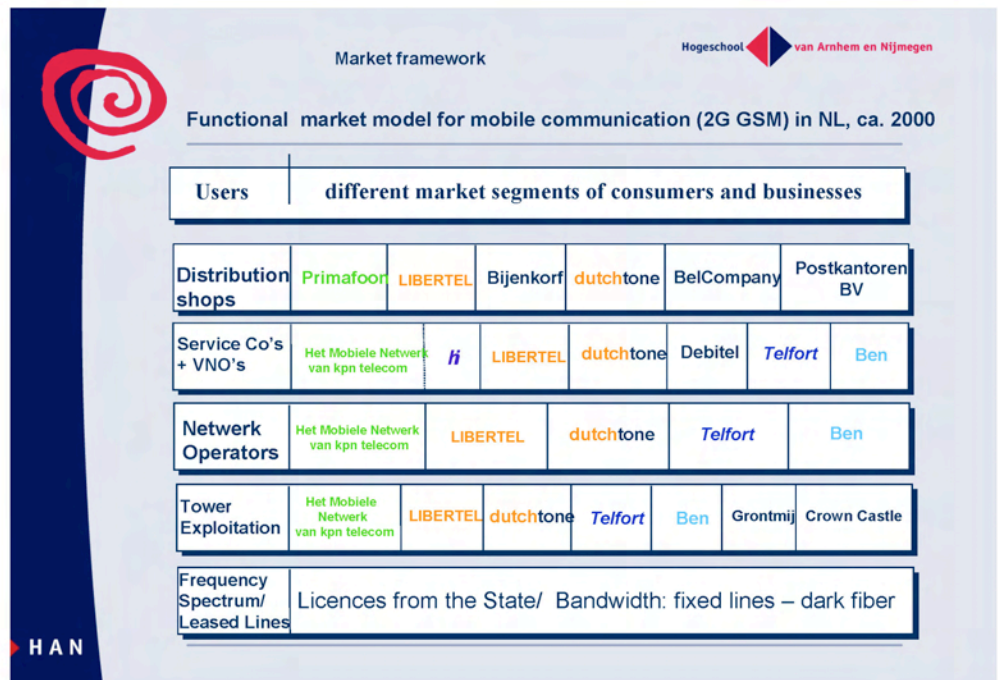 Market framework
Hogeschool van Arnhem en Nijmegen
Functional market model for mobile communication (2G GSM) in NL, ca. 2000
Users
different market segments of consumers and businesses
Distribution
shops
Primafoon
LIBERTEL
Bijenkorf
dutchtone
BelCompany
Postkantoren
BV
Service Co's
+ VNO's
Het Mobiele Netwerk
van kpn telecom
hi
LIBERTEL
dutchtone
Debitel
Telfort
Ben
Netwerk
Operators
Het Mobiele Netwerk
van kpn telecom
LIBERTEL
dutchtone
Telfort
Ben
Tower
Exploitation
Het Mobiele
Netwerk
van kpn telecom
LIBERTEL
dutchtone
Telfort
Ben
Grontmij
Crown Castle
Frequency
Spectrum/
Leased Lines
Licences from the State/ Bandwidth: fixed lines – dark fiber
HAN